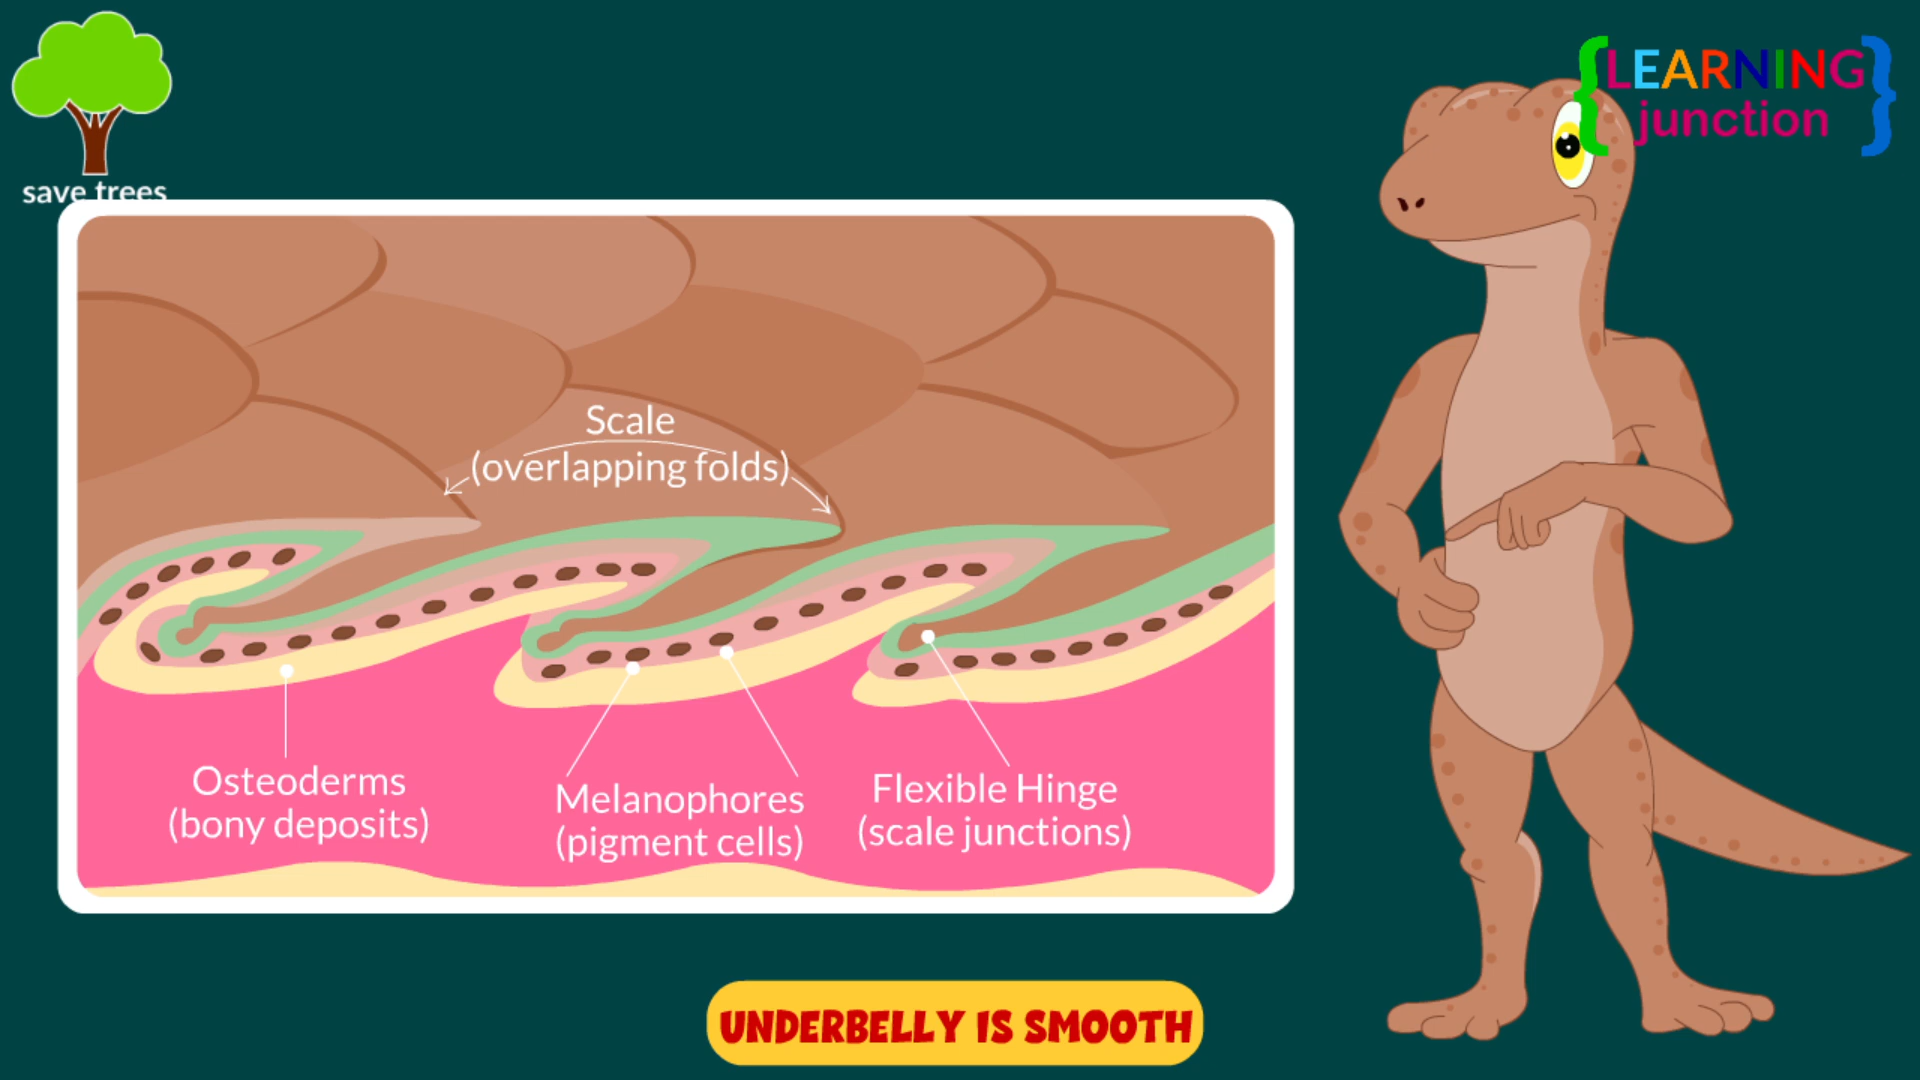 save trees
{LEARNING}
junction
Scale
(overlapping folds)
Osteoderms
(bony deposits)
Melanophores
(pigment cells)
Flexible Hinge
(scale junctions)
UNDERBELLY IS SMOOTH